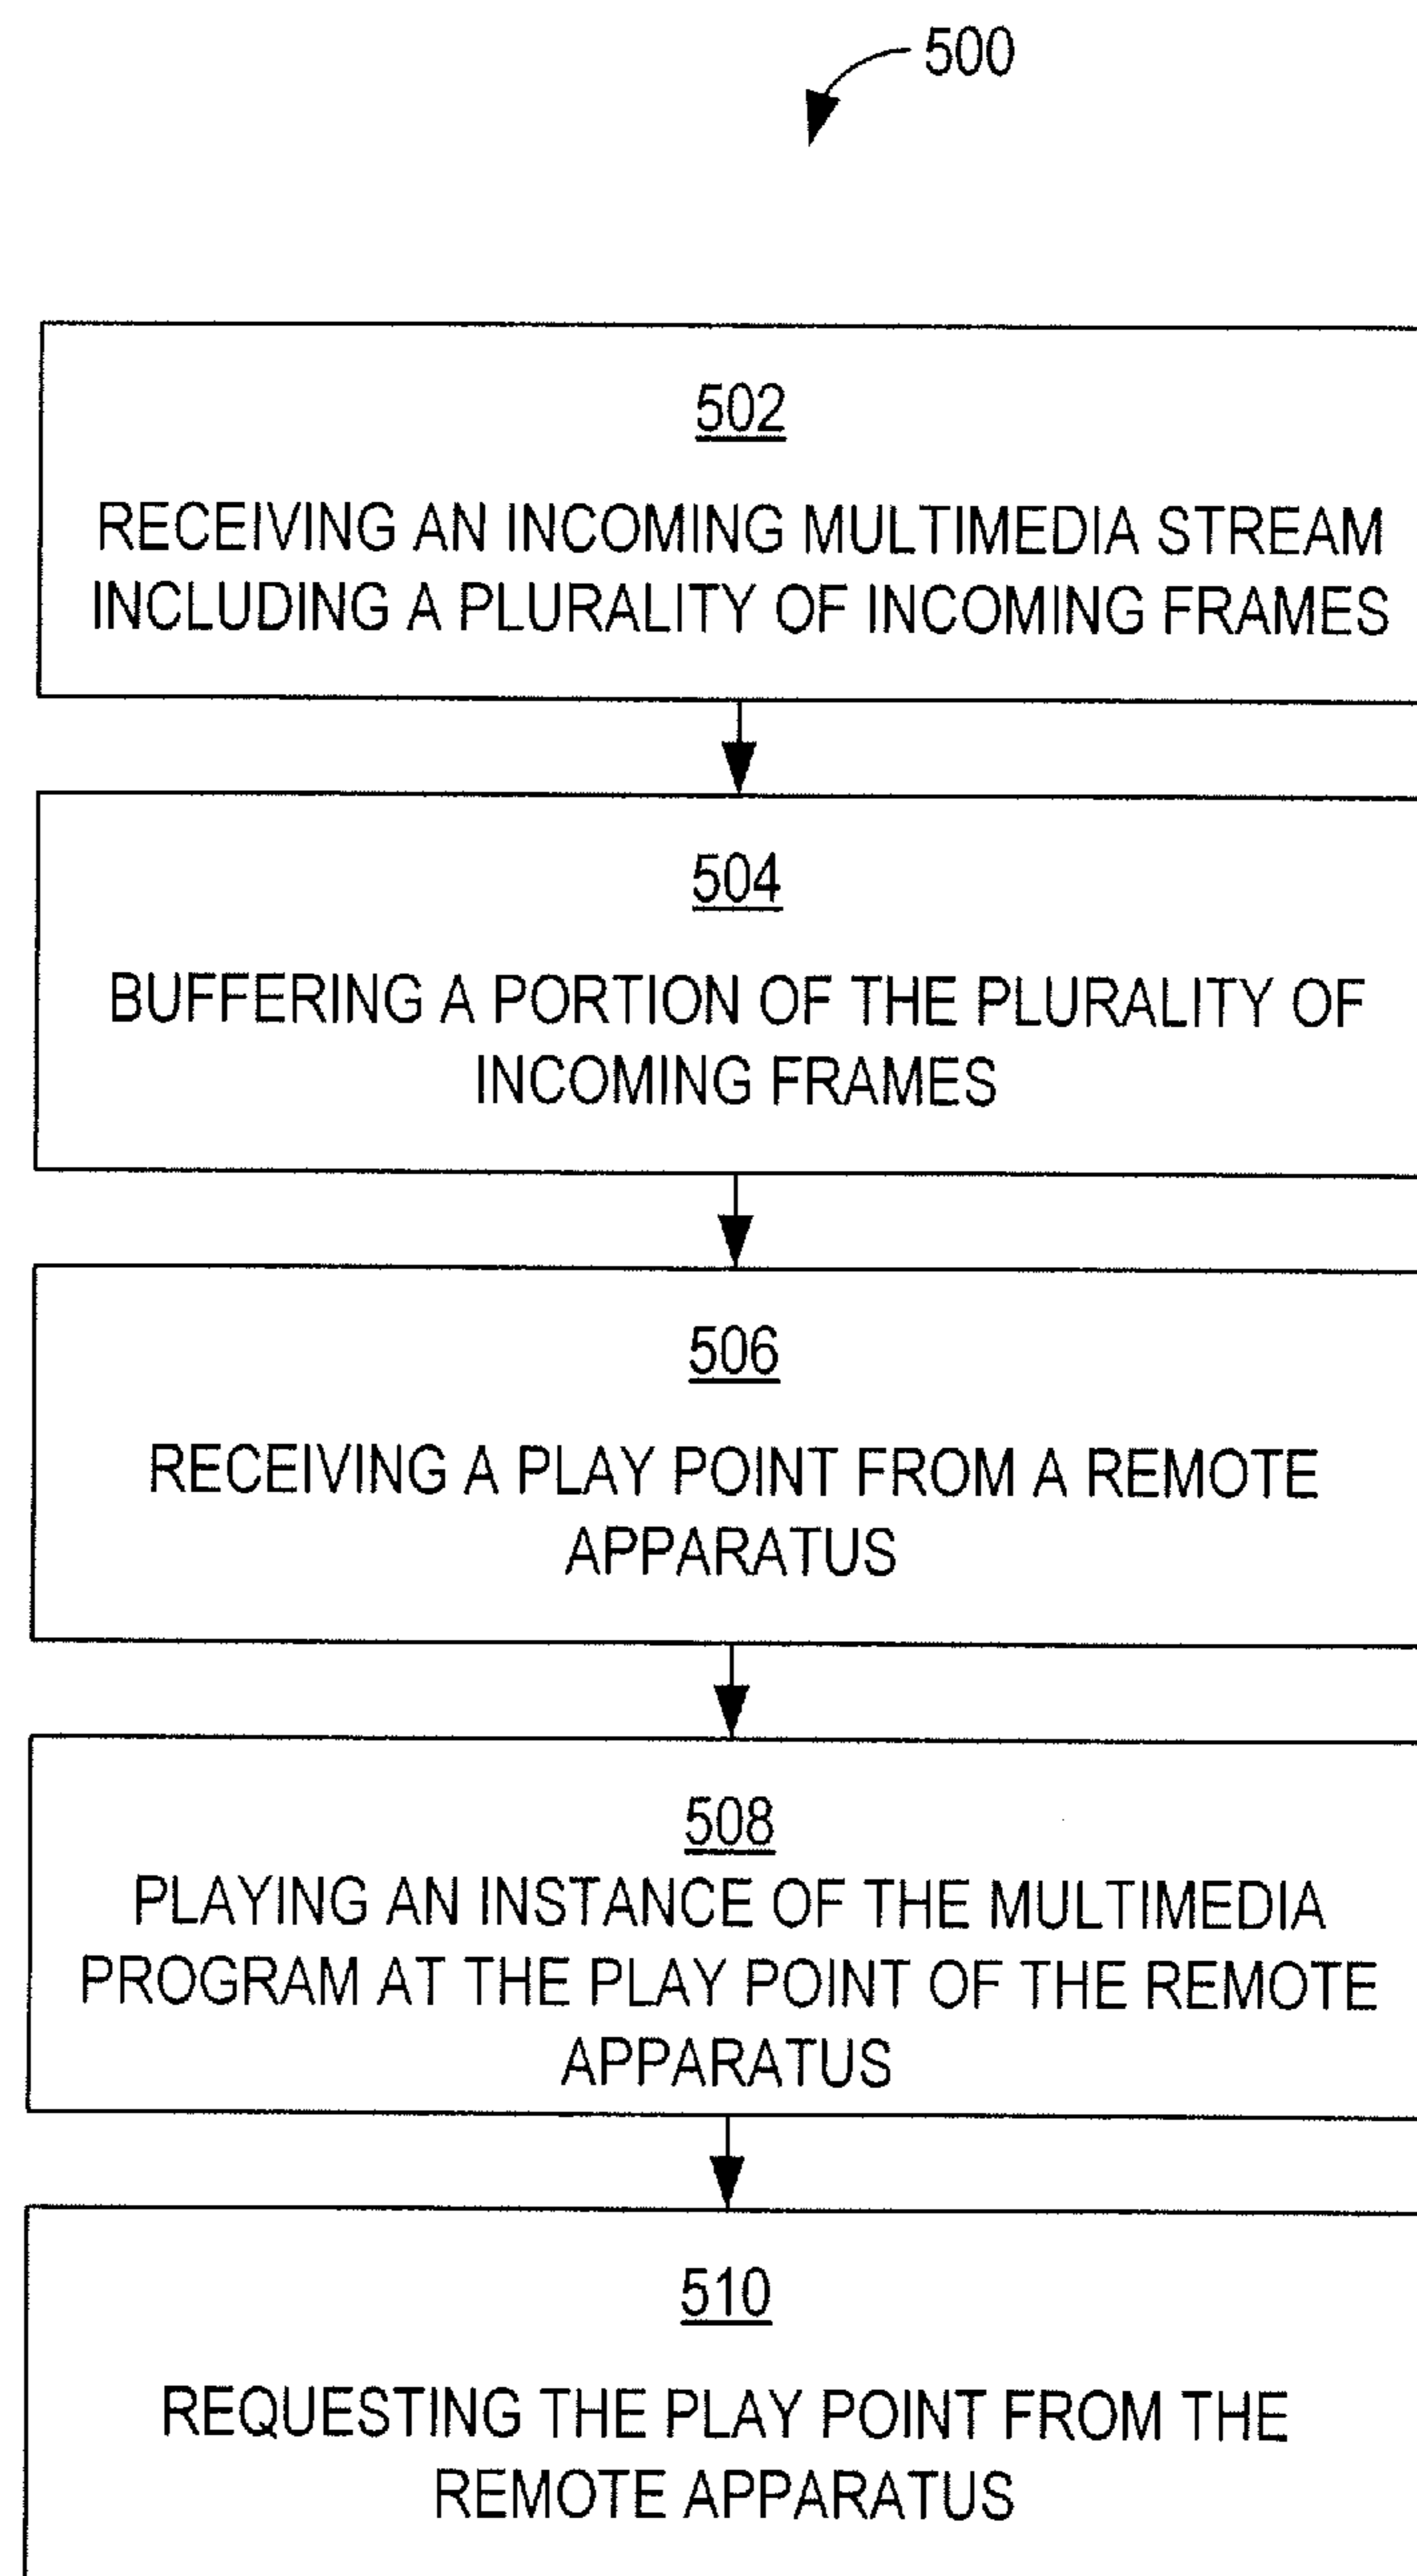 500
502
RECEIVING AN INCOMING MULTIMEDIA STREAM
INCLUDING A PLURALITY OF INCOMING FRAMES
504
BUFFERING A PORTION OF THE PLURALITY OF
INCOMING FRAMES
506
RECEIVING A PLAY POINT FROM A REMOTE
APPARATUS
508
PLAYING AN INSTANCE OF THE MULTIMEDIA
PROGRAM AT THE PLAY POINT OF THE REMOTE
APPARATUS
510
REQUESTING THE PLAY POINT FROM THE
REMOTE APPARATUS